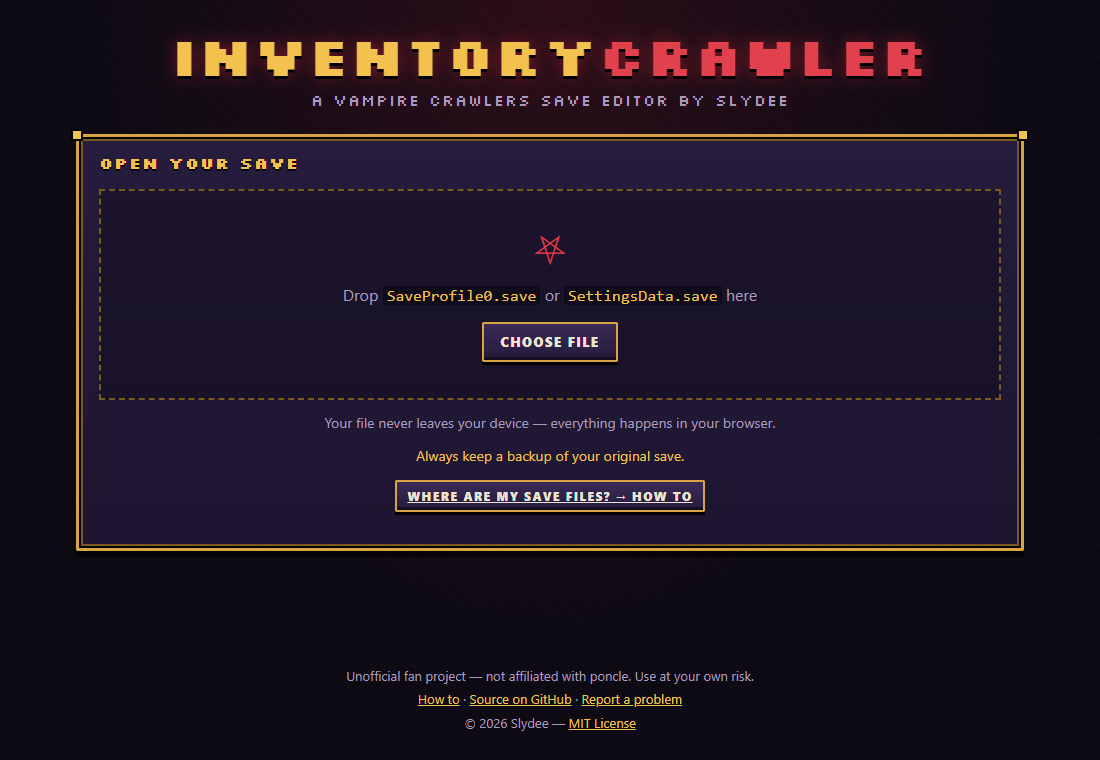 INVENTORYCRAWLER
A VAMPIRE CRAWLERS SAVE EDITOR BY SLYDEE
OPEN YOUR SAVE
Drop SaveProfile0.save or SettingsData.save here
CHOOSE FILE
Your file never leaves your device — everything happens in your browser.
Always keep a backup of your original save.
WHERE ARE MY SAVE FILES? → HOW TO
Unofficial fan project — not affiliated with poncle. Use at your own risk.
How to · Source on GitHub · Report a problem
© 2026 Slydee — MIT License